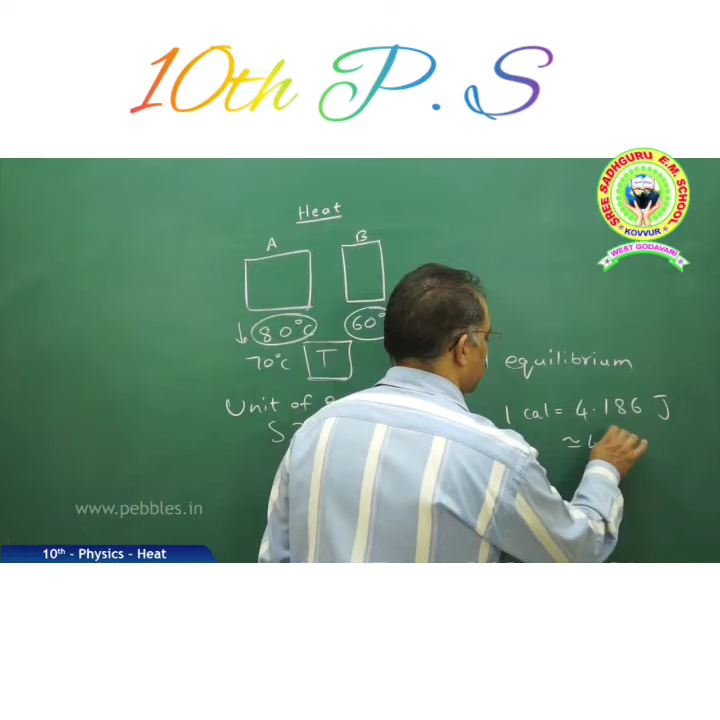 10th P.S
SREE SADHGURU E.M. SCHOOL
KOVVUR
WEST GODAVARI
Heat
A B
80°C 60°
70°C T
equilibrium
Unit of
1 cal = 4.186 J
≃ 4
www.pebbles.in
10th - Physics - Heat